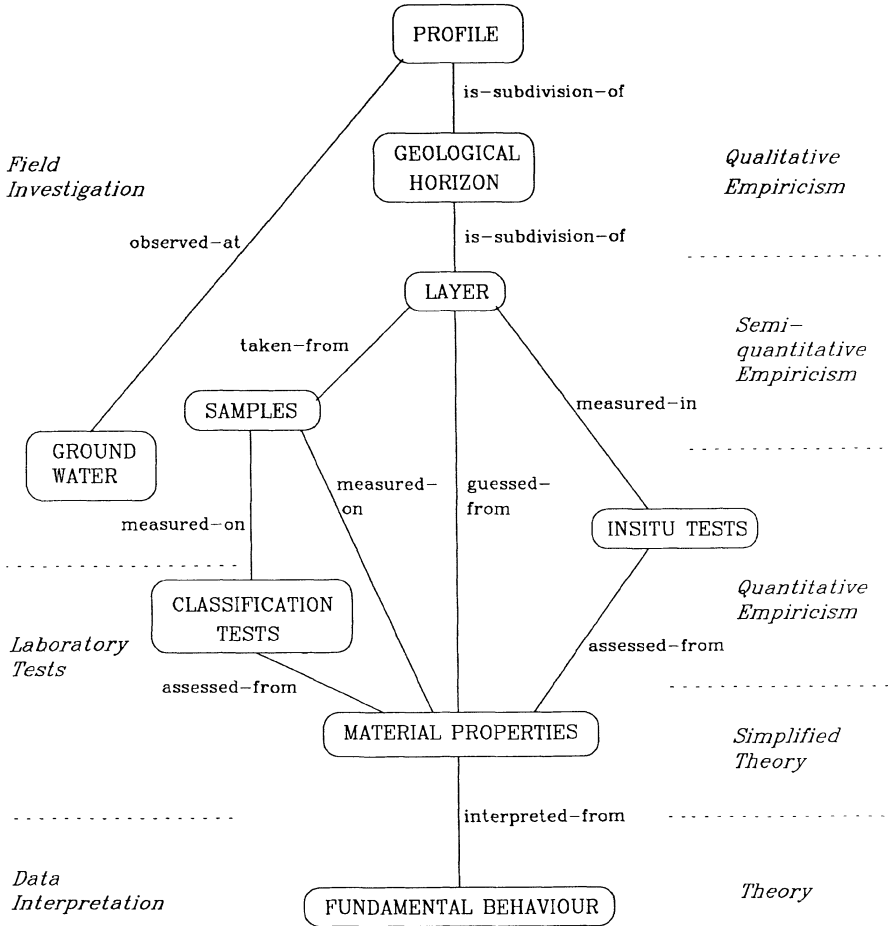 PROFILE
is-subdivision-of
GEOLOGICAL
HORIZON
Field
Investigation
Qualitative
Empiricism
observed-at
is-subdivision-of
LAYER
Semi-
quantitative
Empiricism
taken-from
SAMPLES
measured-in
GROUND
WATER
measured-
on
guessed-
from
measured-on
INSITU TESTS
CLASSIFICATION
TESTS
Quantitative
Empiricism
Laboratory
Tests
assessed-from
assessed-from
MATERIAL PROPERTIES
Simplified
Theory
interpreted-from
Data
Interpretation
FUNDAMENTAL BEHAVIOUR
Theory